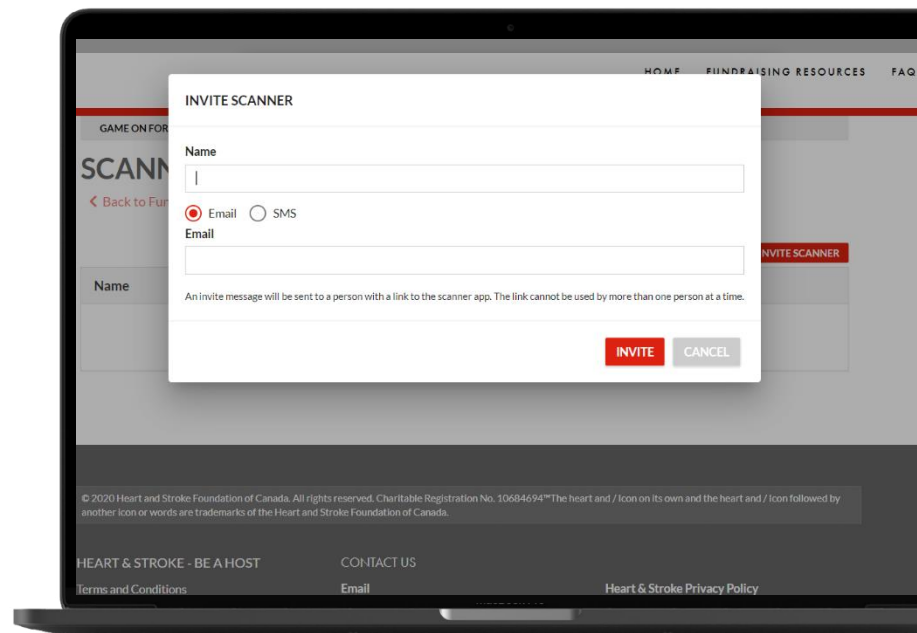 HOME FUNDRAISING RESOURCES FAQ
INVITE SCANNER
GAME ON FOR
Name
SCANN
Back to Fun
Email SMS
Email
INVITE SCANNER
Name
An invite message will be sent to a person with a link to the scanner app. The link cannot be used by more than one person at a time.
INVITE CANCEL
© 2020 Heart and Stroke Foundation of Canada. All rights reserved. Charitable Registration No. 10684694™The heart and / Icon on its own and the heart and / Icon followed by
another icon or words are trademarks of the Heart and Stroke Foundation of Canada.
HEART & STROKE - BE A HOST CONTACT US
Terms and Conditions Email Heart & Stroke Privacy Policy